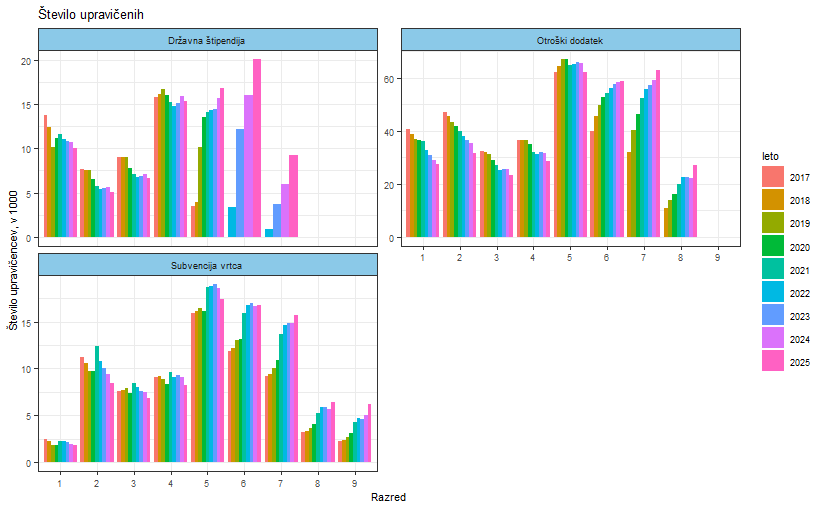 Število upravičenih
Državna štipendija
Otroški dodatek
20
15
10
5
0
60
40
20
0
1 2 3 4 5 6 7 8 9
Subvencija vrtca
15
10
5
0
1 2 3 4 5 6 7 8 9
Razred
Število upravičencev, v 1000
leto
2017
2018
2019
2020
2021
2022
2023
2024
2025